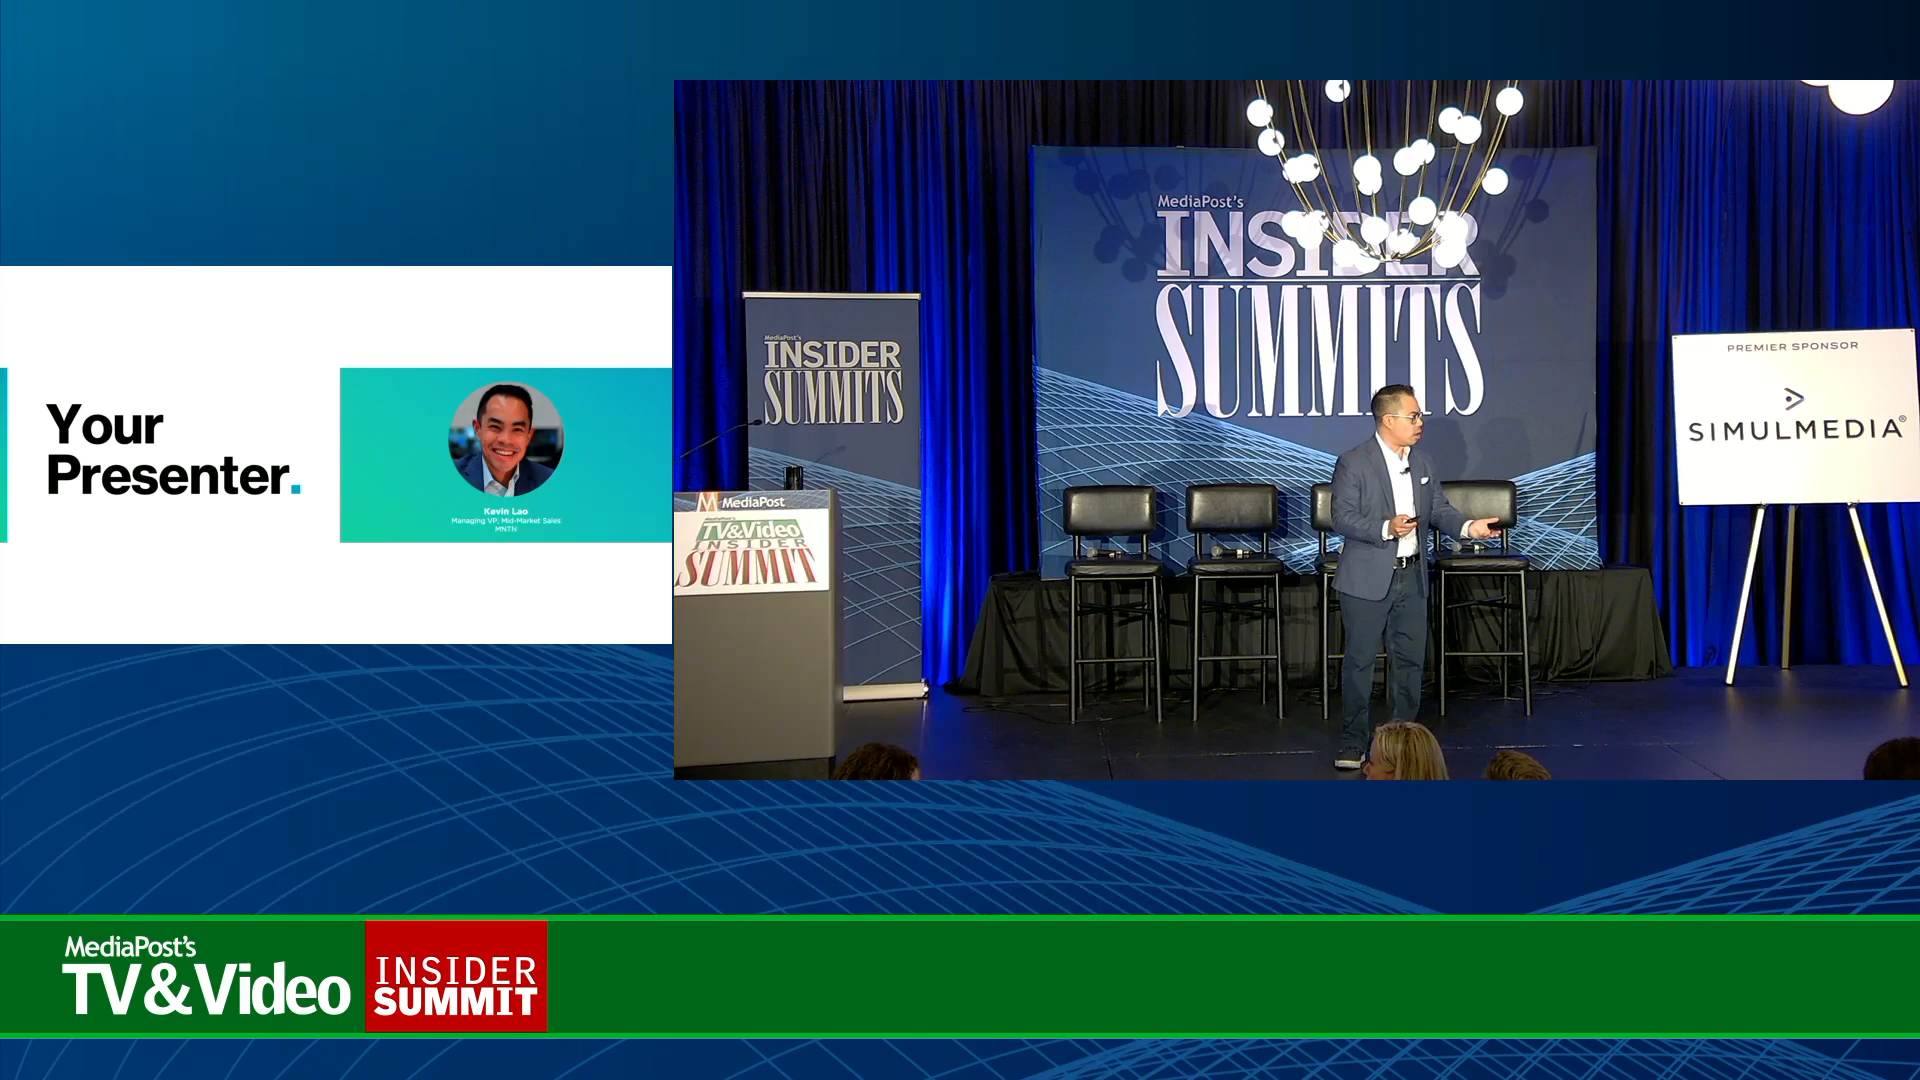 Your
Presenter.
Kevin Lao
Managing VP, Mid-Market Sales
MNTN
MediaPost's
INSIDER
SUMMITS
MediaPost's
INSIDER
SUMMITS
PREMIER SPONSOR
SIMULMEDIA®
MediaPost
MediaPost's
TV&Video
INSIDER
SUMMIT
MediaPost's
TV&Video
INSIDER
SUMMIT